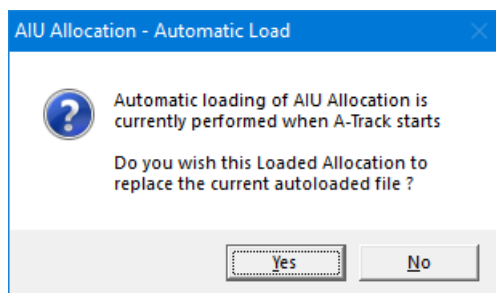 AIU Allocation - Automatic Load
Automatic loading of AIU Allocation is
currently performed when A-Track starts
Do you wish this Loaded Allocation to
replace the current autoloaded file ?
Yes
No